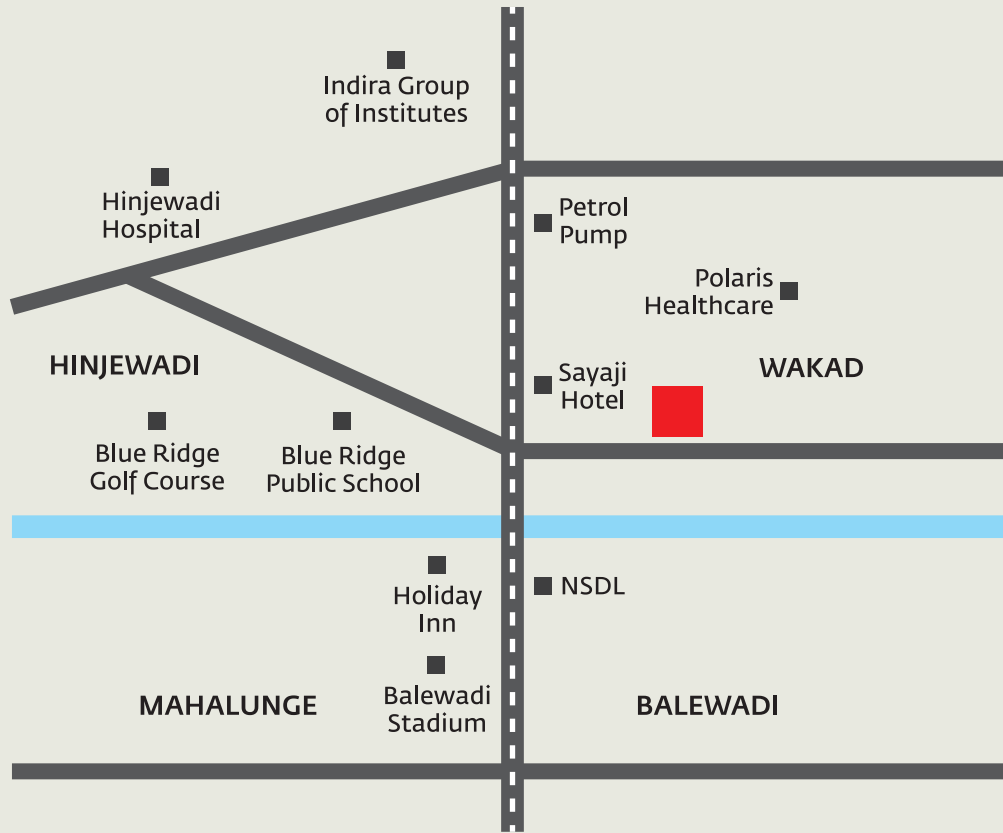 Indira Group
of Institutes
Hinjewadi
Hospital
Petrol
Pump
Polaris
Healthcare
HINJEWADI
Sayaji
Hotel
WAKAD
Blue Ridge
Golf Course
Blue Ridge
Public School
Holiday
Inn
NSDL
MAHALUNGE
Balewadi
Stadium
BALEWADI